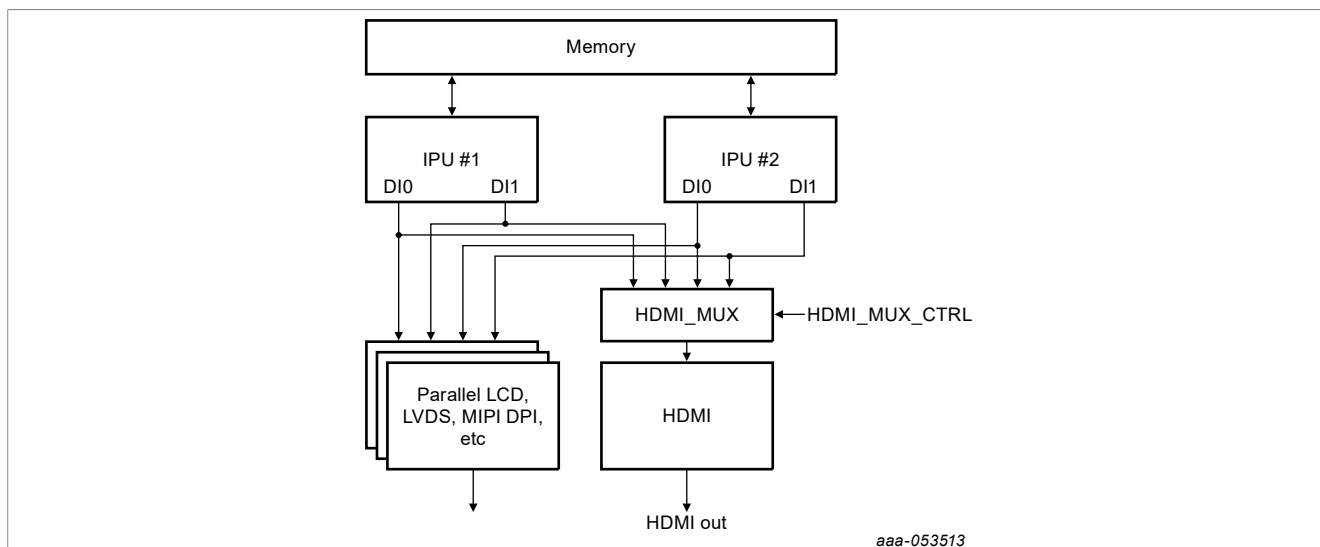 Memory
IPU #1
DI0 DI1
IPU #2
DI0 DI1
HDMI_MUX
HDMI_MUX_CTRL
Parallel LCD,
LVDS, MIPI DPI,
etc
HDMI
HDMI out
aaa-053513